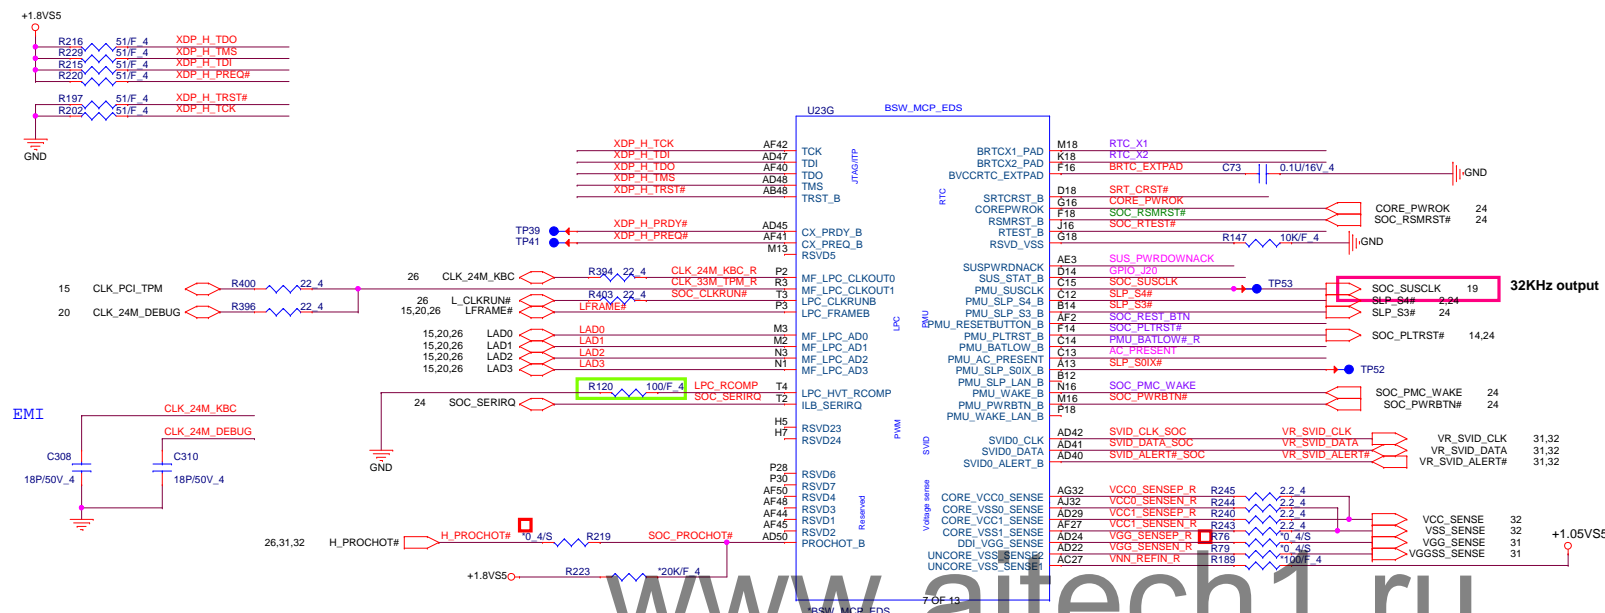 +1.8VS5
R216 51/F_4 XDP_H_TDO
R229 51/F_4 XDP_H_TMS
R215 51/F_4 XDP_H_TDI
R220 51/F_4 XDP_H_PREQ#
R197 51/F_4 XDP_H_TRST#
R202 51/F_4 XDP_H_TCK
GND
U23G BSW_MCP_EDS
XDP_H_TCK AF42 TCK
XDP_H_TDI AD47 TDI
XDP_H_TDO AF40 TDO
XDP_H_TMS AD48 TMS
XDP_H_TRST# AB48 TRST_B
JTAG/ITP
TP39 XDP_H_PRDY# AD45 CX_PRDY_B
TP41 XDP_H_PREQ# AF41 CX_PREQ_B
M13 RSVD5
26 CLK_24M_KBC R394 22_4 CLK_24M_KBC_R P2 MF_LPC_CLKOUT0
15 CLK_PCI_TPM R400 22_4 CLK_33M_TPM_R R3 MF_LPC_CLKOUT1
26 L_CLKRUN# R403 22_4 SOC_CLKRUN# T3 LPC_CLKRUNB
20 CLK_24M_DEBUG R396 22_4
15,20,26 LFRAME# LFRAME# P3 LPC_FRAMEB
LPC
15,20,26 LAD0 LAD0 M3 MF_LPC_AD0
15,20,26 LAD1 LAD1 M2 MF_LPC_AD1
15,20,26 LAD2 LAD2 N3 MF_LPC_AD2
15,20,26 LAD3 LAD3 N1 MF_LPC_AD3
R120 100/F_4 LPC_RCOMP T4 LPC_HVT_RCOMP
24 SOC_SERIRQ SOC_SERIRQ T2 ILB_SERIRQ
GND
H5 RSVD23
H7 RSVD24
PWM
P28 RSVD6
P30 RSVD7
AF50 RSVD4
AF48 RSVD3
AF44 RSVD1
AF45 RSVD2
Reserved
26,31,32 H_PROCHOT# H_PROCHOT# *0_4/S R219 SOC_PROCHOT# AD50 PROCHOT_B
+1.8VS5 R223 *20K/F_4
EMI
CLK_24M_KBC
CLK_24M_DEBUG
C308 18P/50V_4
C310 18P/50V_4
BRTCX1_PAD M18 RTC_X1
BRTCX2_PAD K18 RTC_X2
BVCCRTC_EXTPAD F16 BRTC_EXTPAD C73 0.1U/16V_4 GND
RTC
SRTCRST_B D18 SRT_CRST#
COREPWROK G16 CORE_PWROK CORE_PWROK 24
RSMRST_B F18 SOC_RSMRST# SOC_RSMRST# 24
RTEST_B J16 SOC_RTEST#
RSVD_VSS G18 R147 10K/F_4 GND
SUSPWRDNACK AE3 SUS_PWRDOWNACK
SUS_STAT_B D14 GPIO_J20
PMU_SUSCLK C15 SOC_SUSCLK TP53 SOC_SUSCLK 19 32KHz output
PMU_SLP_S4_B C12 SLP_S4# SLP_S4# 2,24
PMU_SLP_S3_B B14 SLP_S3# SLP_S3# 24
PMU_RESETBUTTON_B AF2 SOC_REST_BTN
PMU
PMU_PLTRST_B F14 SOC_PLTRST# SOC_PLTRST# 14,24
PMU_BATLOW_B C14 PMU_BATLOW#_R
PMU_AC_PRESENT C13 AC_PRESENT
PMU_SLP_S0IX_B A13 SLP_S0IX# TP52
PMU_SLP_LAN_B B12
PMU_WAKE_B N16 SOC_PMC_WAKE SOC_PMC_WAKE 24
PMU_PWRBTN_B M16 SOC_PWRBTN# SOC_PWRBTN# 24
PMU_WAKE_LAN_B P18
SVID0_CLK AD42 SVID_CLK_SOC VR_SVID_CLK VR_SVID_CLK 31,32
SVID0_DATA AD41 SVID_DATA_SOC VR_SVID_DATA VR_SVID_DATA 31,32
SVID0_ALERT_B AD40 SVID_ALERT#_SOC VR_SVID_ALERT# VR_SVID_ALERT# 31,32
SVID
CORE_VCC0_SENSE AG32 VCC0_SENSEP_R R245 2.2_4
CORE_VSS0_SENSE AJ32 VCC0_SENSEN_R R244 2.2_4
CORE_VCC1_SENSE AD29 VCC1_SENSEP_R R240 2.2_4 VCC_SENSE 32
CORE_VSS1_SENSE AF27 VCC1_SENSEN_R R243 2.2_4 VSS_SENSE 32
DDI_VGG_SENSE AD24 VGG_SENSEP_R R76 *0_4/S VGG_SENSE 31
UNCORE_VSS_SENSE2 AD22 VGG_SENSEN_R R79 *0_4/S VGGSS_SENSE 31
UNCORE_VSS_SENSE1 AC27 VNN_REFIN_R R189 *100/F_4 +1.05VS5
Voltage sense
7 OF 13
*BSW_MCP_EDS
www.aitech1.ru